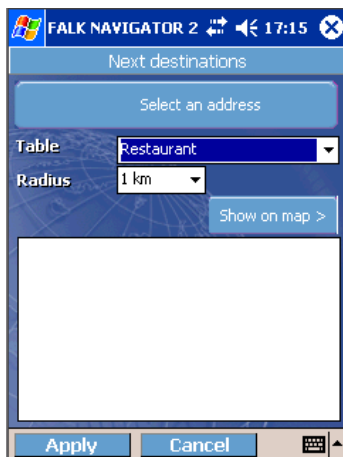 FALK NAVIGATOR 2 17:15
Next destinations
Select an address
Table Restaurant
Radius 1 km
Show on map >
Apply Cancel